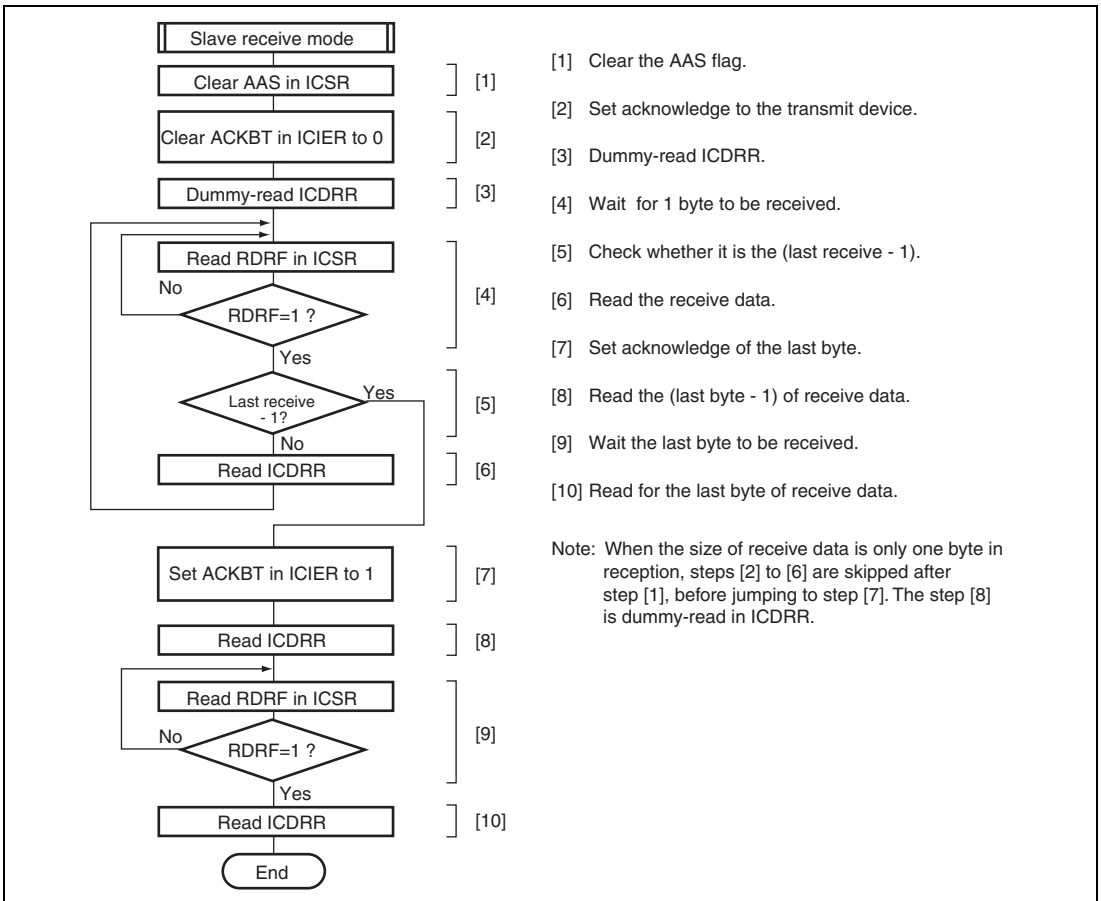 Slave receive mode
Clear AAS in ICSR
[1]
Clear ACKBT in ICIER to 0
[2]
Dummy-read ICDRR
[3]
Read RDRF in ICSR
No
RDRF=1 ?
[4]
Yes
Last receive
- 1?
Yes
[5]
No
Read ICDRR
[6]
Set ACKBT in ICIER to 1
[7]
Read ICDRR
[8]
Read RDRF in ICSR
No
RDRF=1 ?
[9]
Yes
Read ICDRR
[10]
End
[1] Clear the AAS flag.
[2] Set acknowledge to the transmit device.
[3] Dummy-read ICDRR.
[4] Wait for 1 byte to be received.
[5] Check whether it is the (last receive - 1).
[6] Read the receive data.
[7] Set acknowledge of the last byte.
[8] Read the (last byte - 1) of receive data.
[9] Wait the last byte to be received.
[10] Read for the last byte of receive data.
Note: When the size of receive data is only one byte in
reception, steps [2] to [6] are skipped after
step [1], before jumping to step [7]. The step [8]
is dummy-read in ICDRR.